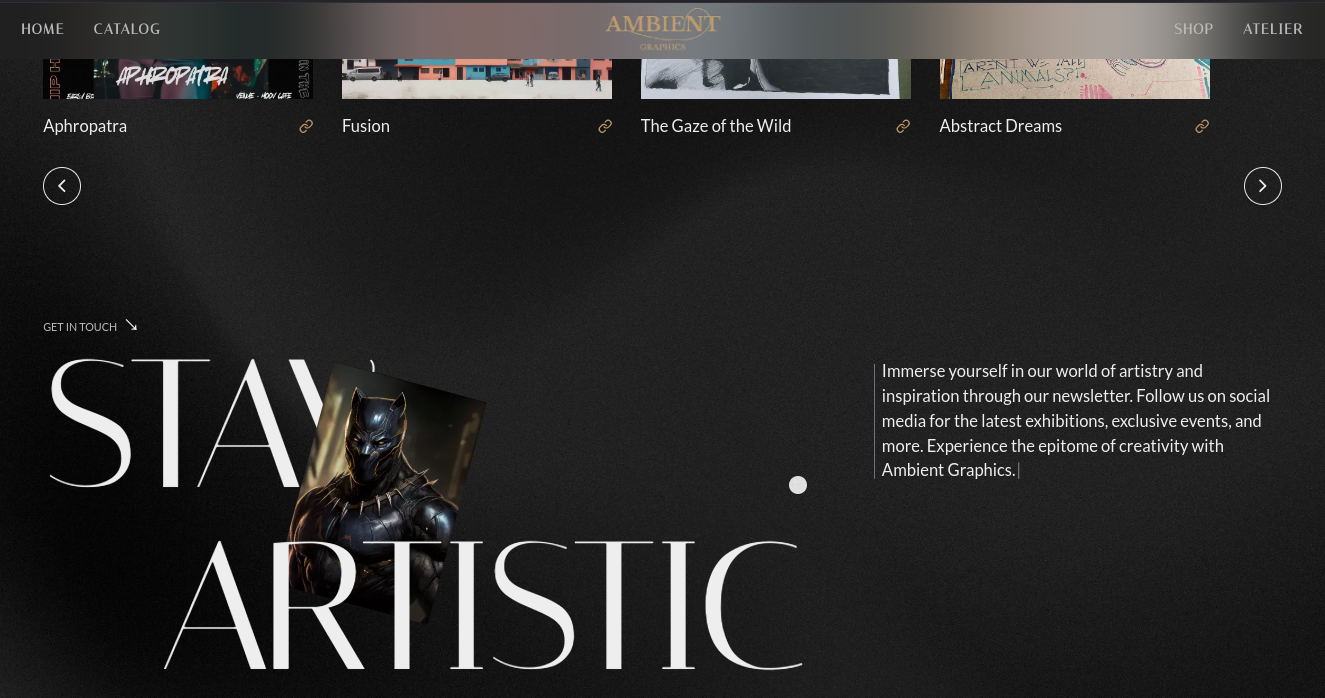 HOME CATALOG AMBIENT GRAPHICS SHOP ATELIER
APHROPATRA
VENUE - MOOV CAFE
AREN'T WE ALL
ANIMALS?!
Aphropatra
Fusion
The Gaze of the Wild
Abstract Dreams
GET IN TOUCH
STAY
ARTISTIC
Immerse yourself in our world of artistry and
inspiration through our newsletter. Follow us on social
media for the latest exhibitions, exclusive events, and
more. Experience the epitome of creativity with
Ambient Graphics.